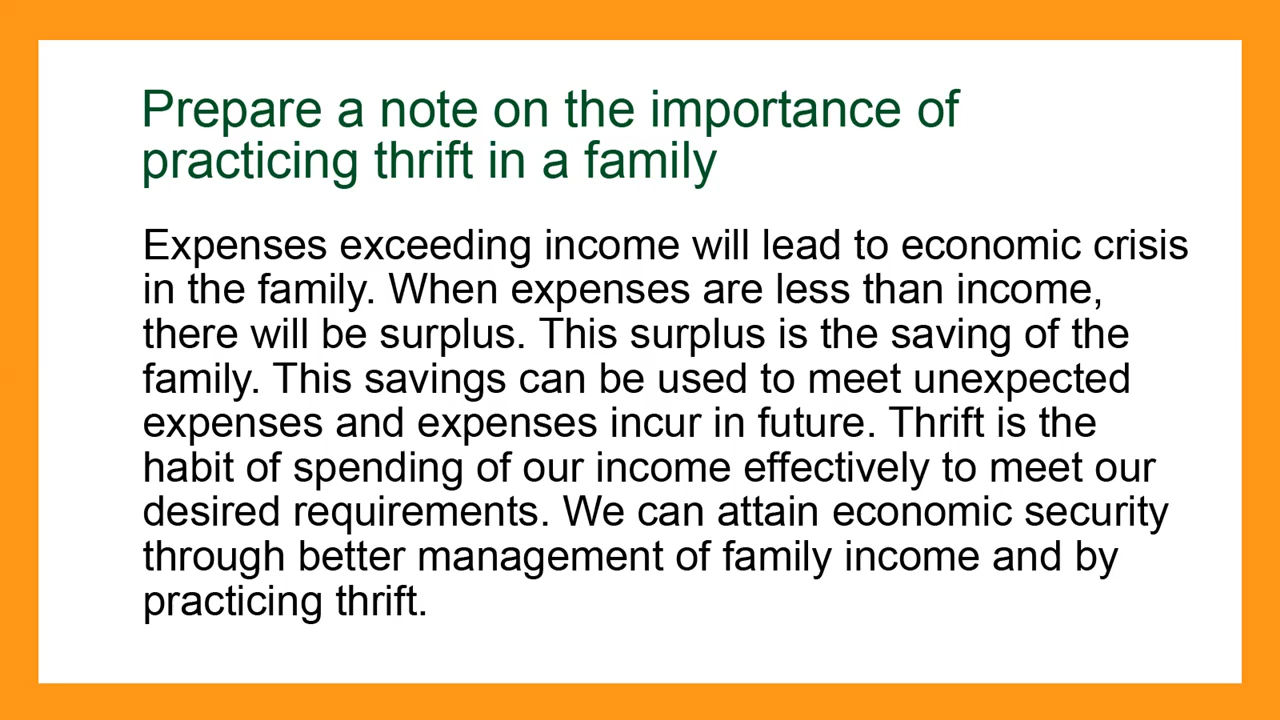 Prepare a note on the importance of
practicing thrift in a family
Expenses exceeding income will lead to economic crisis
in the family. When expenses are less than income,
there will be surplus. This surplus is the saving of the
family. This savings can be used to meet unexpected
expenses and expenses incur in future. Thrift is the
habit of spending of our income effectively to meet our
desired requirements. We can attain economic security
through better management of family income and by
practicing thrift.